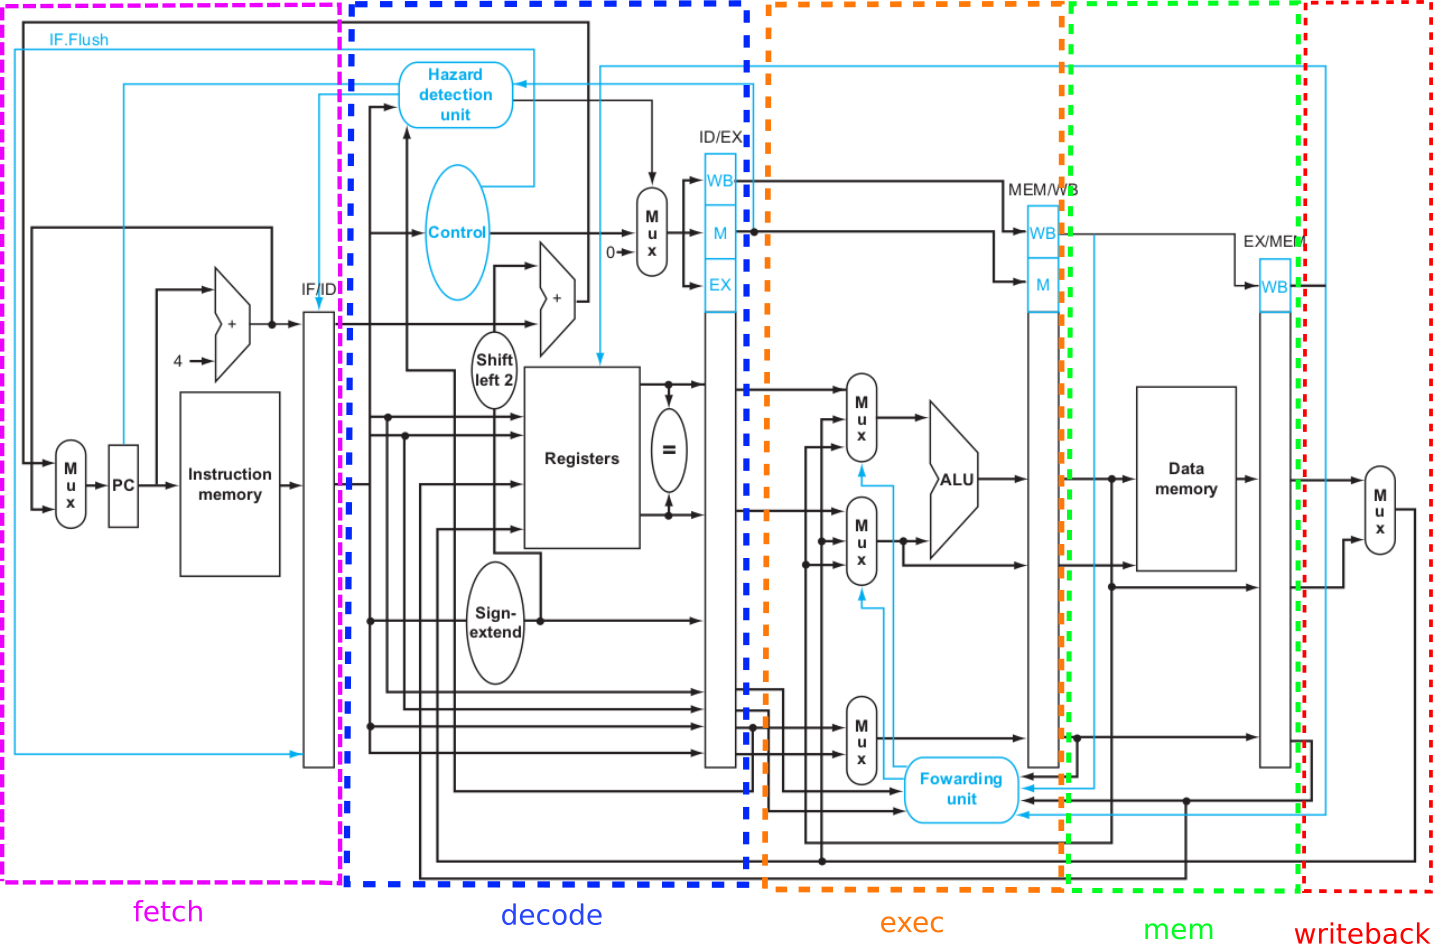 IF.Flush
Hazard
detection
unit
ID/EX
WB
MEM/WB
Control
M
u
x
M
WB
EX/MEM
0
EX
M
WB
IF/ID
+
+
4
Shift
left 2
M
u
x
Registers
=
M
u
x
PC
Instruction
memory
ALU
Data
memory
M
u
x
M
u
x
Sign-
extend
M
u
x
Fowarding
unit
fetch
decode
exec
mem
writeback